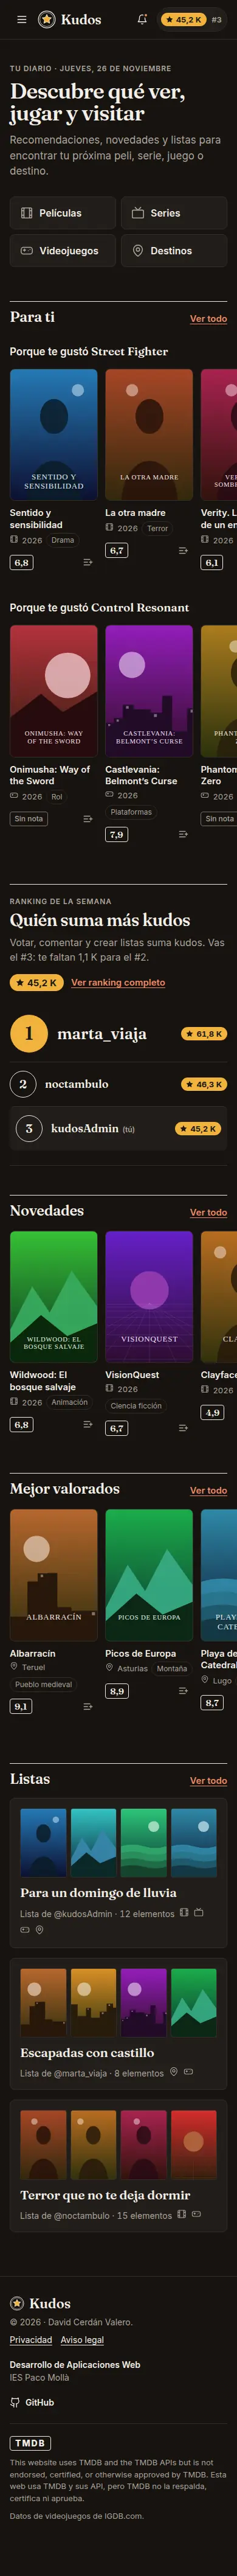 Kudos
45,2 K
#3
TU DIARIO · JUEVES, 26 DE NOVIEMBRE
Descubre qué ver,
jugar y visitar
Recomendaciones, novedades y listas para
encontrar tu próxima peli, serie, juego o
destino.
Películas
Series
Videojuegos
Destinos
Para ti
Ver todo
Porque te gustó Street Fighter
SENTIDO Y
SENSIBILIDAD
LA OTRA MADRE
Sentido y
sensibilidad
2026 Drama
6,8
La otra madre
2026 Terror
6,7
Verity. L
de un en
2026
6,1
Porque te gustó Control Resonant
ONIMUSHA: WAY
OF THE SWORD
CASTLEVANIA:
BELMONT'S CURSE
PHANT
Onimusha: Way of
the Sword
2026 Rol
Sin nota
Castlevania:
Belmont's Curse
2026
Plataformas
7,9
Phantom
Zero
2026
Sin nota
RANKING DE LA SEMANA
Quién suma más kudos
Votar, comentar y crear listas suma kudos. Vas
el #3: te faltan 1,1 K para el #2.
45,2 K
Ver ranking completo
1 marta_viaja 61,8 K
2 noctambulo 46,3 K
3 kudosAdmin (tú) 45,2 K
Novedades
Ver todo
WILDWOOD: EL
BOSQUE SALVAJE
VISIONQUEST
CLA
Wildwood: El
bosque salvaje
2026 Animación
6,8
VisionQuest
2026
Ciencia ficción
6,7
Clayface
2026
4,9
Mejor valorados
Ver todo
ALBARRACÍN
PICOS DE EUROPA
PLAY
CATE
Albarracín
Teruel
Pueblo medieval
9,1
Picos de Europa
Asturias Montaña
8,9
Playa de
Catedral
Lugo
8,7
Listas
Ver todo
Para un domingo de lluvia
Lista de @kudosAdmin · 12 elementos
Escapadas con castillo
Lista de @marta_viaja · 8 elementos
Terror que no te deja dormir
Lista de @noctambulo · 15 elementos
Kudos
© 2026 · David Cerdán Valero.
Privacidad Aviso legal
Desarrollo de Aplicaciones Web
IES Paco Mollà
GitHub
TMDB
This website uses TMDB and the TMDB APIs but is not
endorsed, certified, or otherwise approved by TMDB. Esta
web usa TMDB y sus API, pero TMDB no la respalda,
certifica ni aprueba.
Datos de videojuegos de IGDB.com.